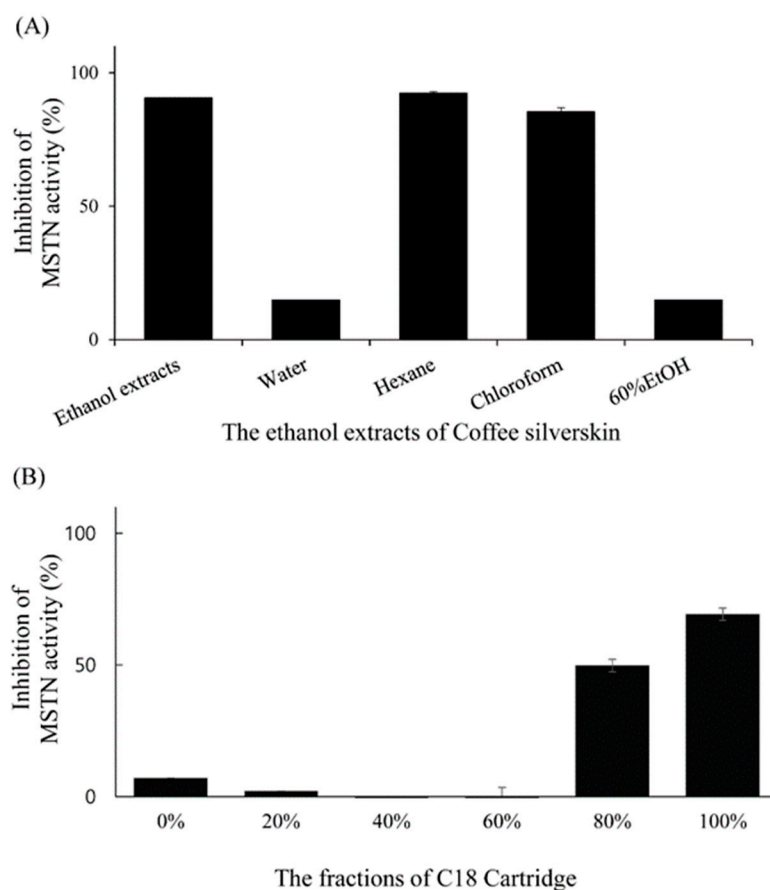 (A)
Inhibition of
MSTN activity (%)
100
50
0
Ethanol extracts
Water
Hexane
Chloroform
60%EtOH
The ethanol extracts of Coffee silverskin
(B)
Inhibition of
MSTN activity (%)
100
50
0
0% 20% 40% 60% 80% 100%
The fractions of C18 Cartridge